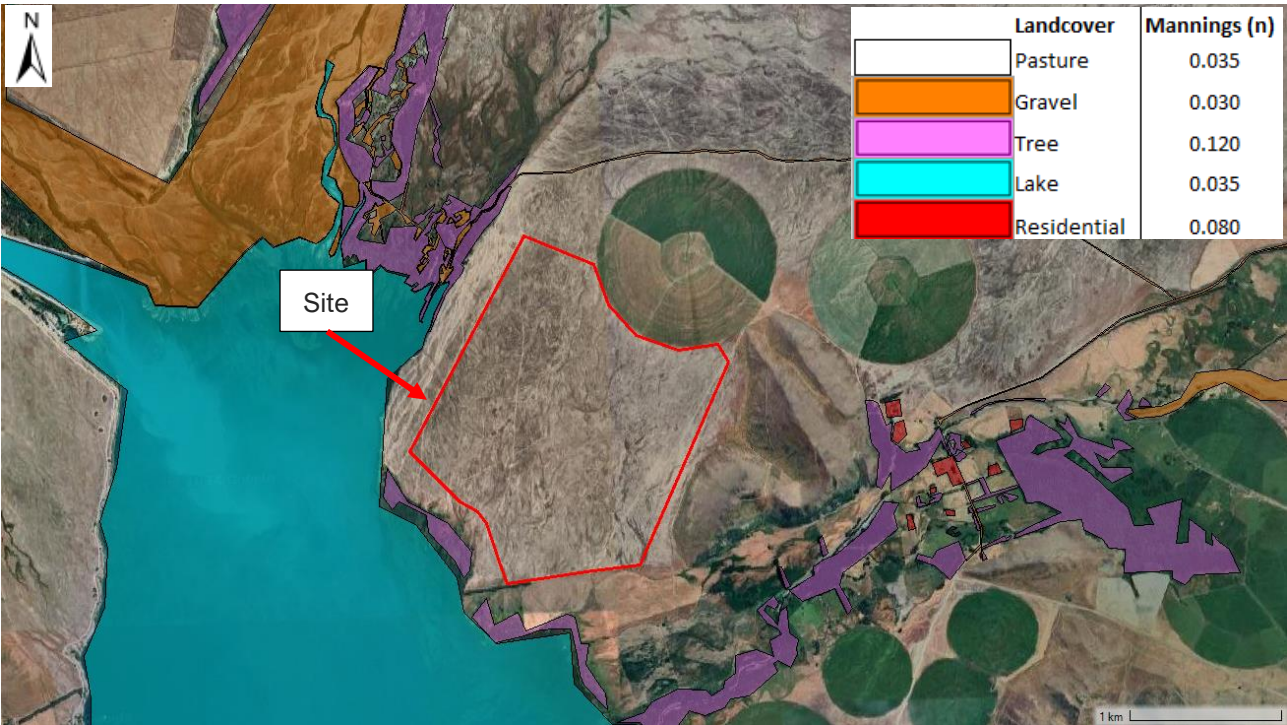 N
Landcover Mannings (n)
Pasture 0.035
Gravel 0.030
Tree 0.120
Lake 0.035
Residential 0.080
Site
1 km